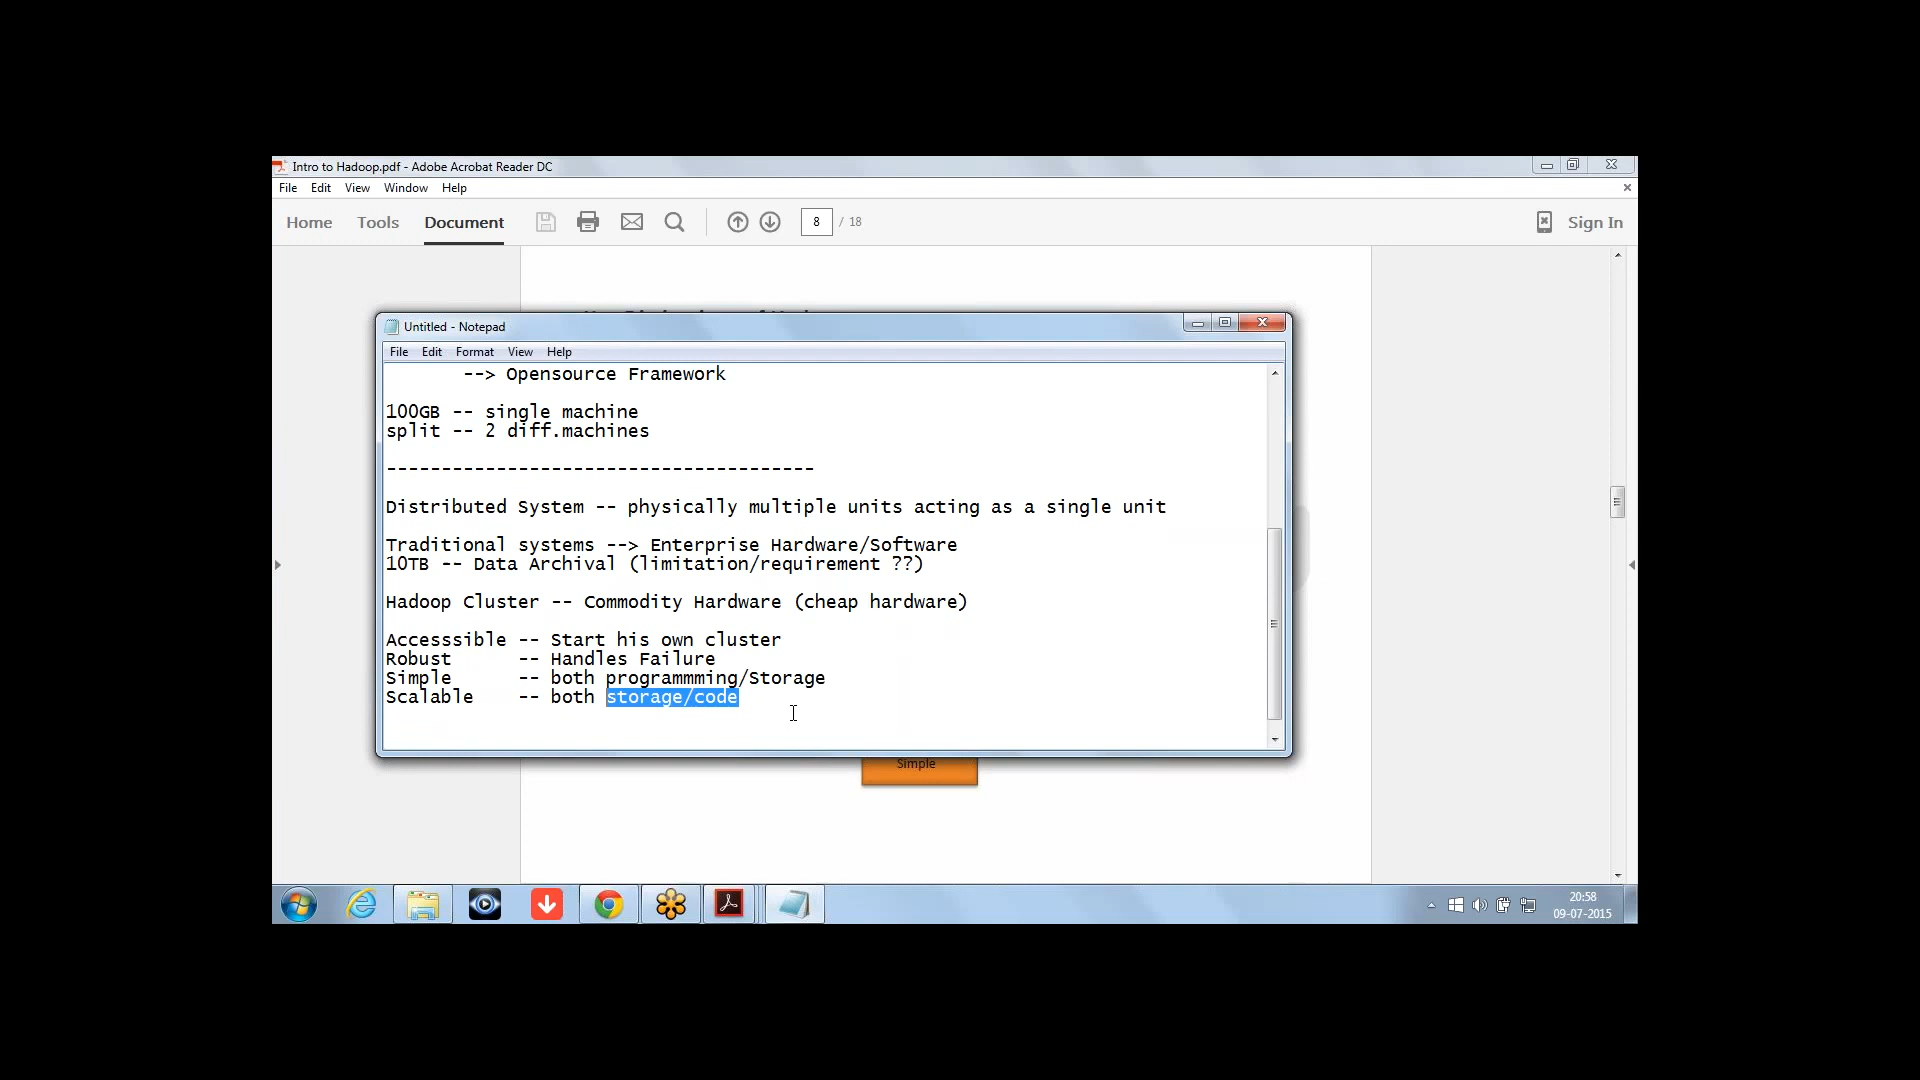 Intro to Hadoop.pdf - Adobe Acrobat Reader DC
File Edit View Window Help
Home Tools Document 8 / 18 Sign In
Untitled - Notepad
File Edit Format View Help
--> Opensource Framework
100GB -- single machine
split -- 2 diff.machines
---------------------------------------
Distributed System -- physically multiple units acting as a single unit
Traditional systems --> Enterprise Hardware/Software
10TB -- Data Archival (limitation/requirement ??)
Hadoop Cluster -- Commodity Hardware (cheap hardware)
Accesssible -- Start his own cluster
Robust -- Handles Failure
Simple -- both programmming/Storage
Scalable -- both storage/code
Simple
20:58
09-07-2015